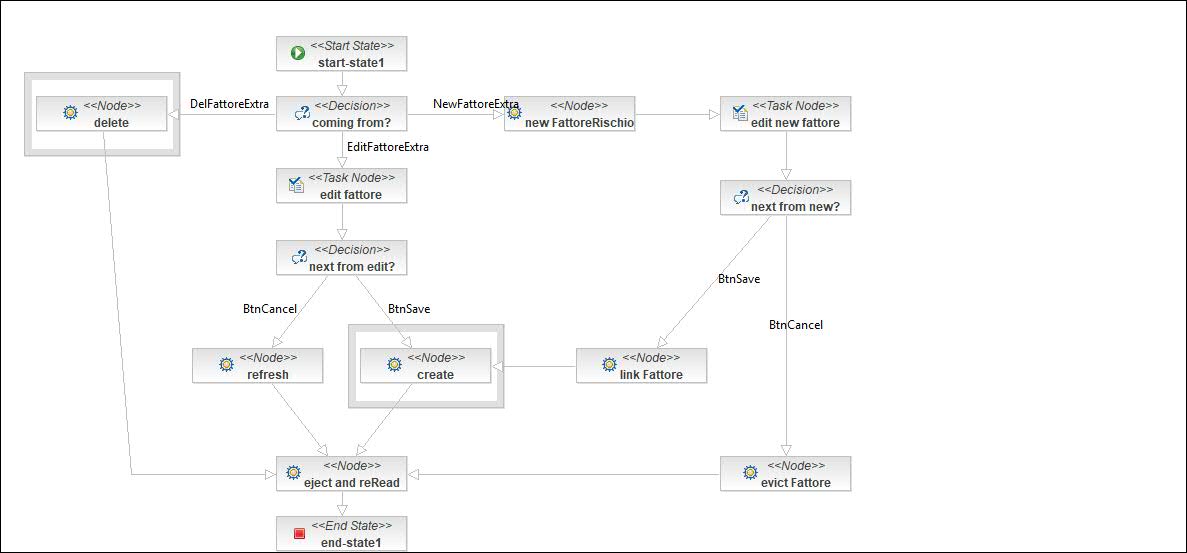 <<Start State>>
start-state1
<<Node>>
delete
DelFattoreExtra
<<Decision>>
coming from?
NewFattoreExtra
<<Node>>
new FattoreRischio
<<Task Node>>
edit new fattore
EditFattoreExtra
<<Task Node>>
edit fattore
<<Decision>>
next from new?
<<Decision>>
next from edit?
BtnSave
BtnCancel
BtnSave
BtnCancel
<<Node>>
refresh
<<Node>>
create
<<Node>>
link Fattore
<<Node>>
eject and reRead
<<Node>>
evict Fattore
<<End State>>
end-state1